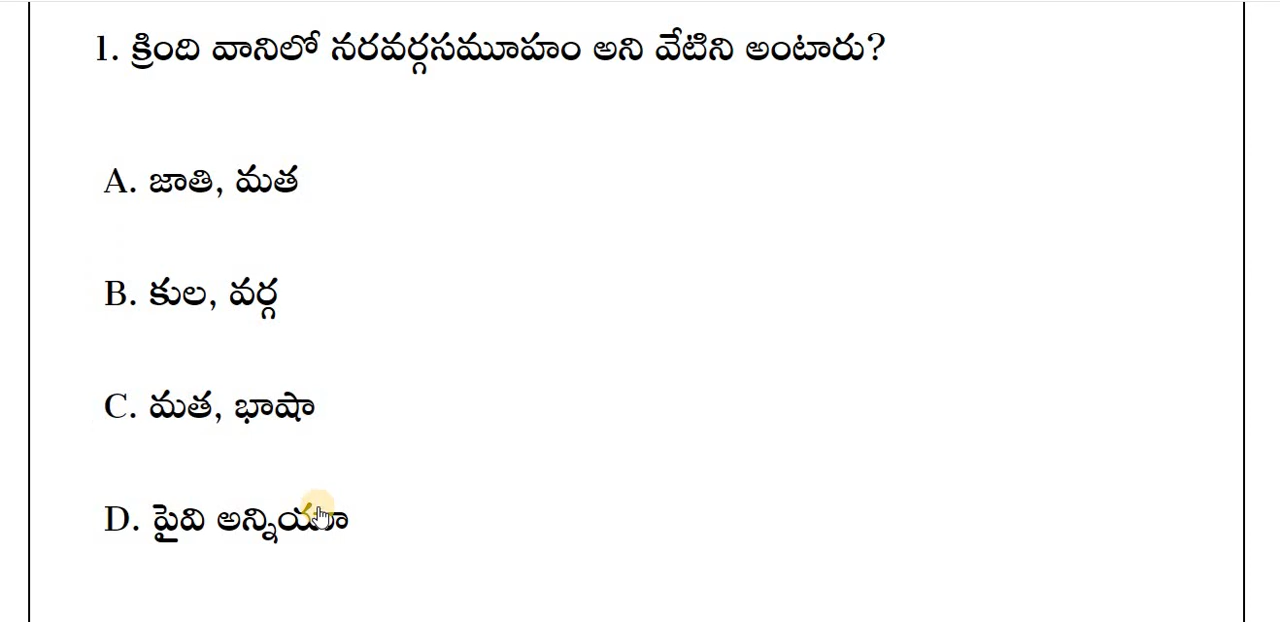 1. క్రింది వానిలో నరవర్గసమూహం అని వేటిని అంటారు?
A. జాతి, మత
B. కుల, వర్గ
C. మత, భాషా
D. పైవి అన్నియూ